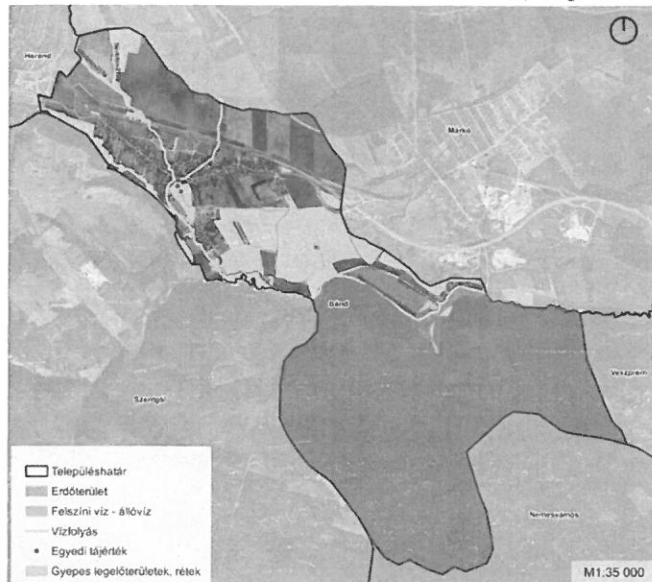 Herend
Márkó
Bánd
Veszprém
Szentgál
Nemesvámos
Településhatár
Erdőterület
Felszíni víz - állóvíz
Vízfolyás
Egyedi tájérték
Gyepes legelőterületek, rétek
M1:35 000